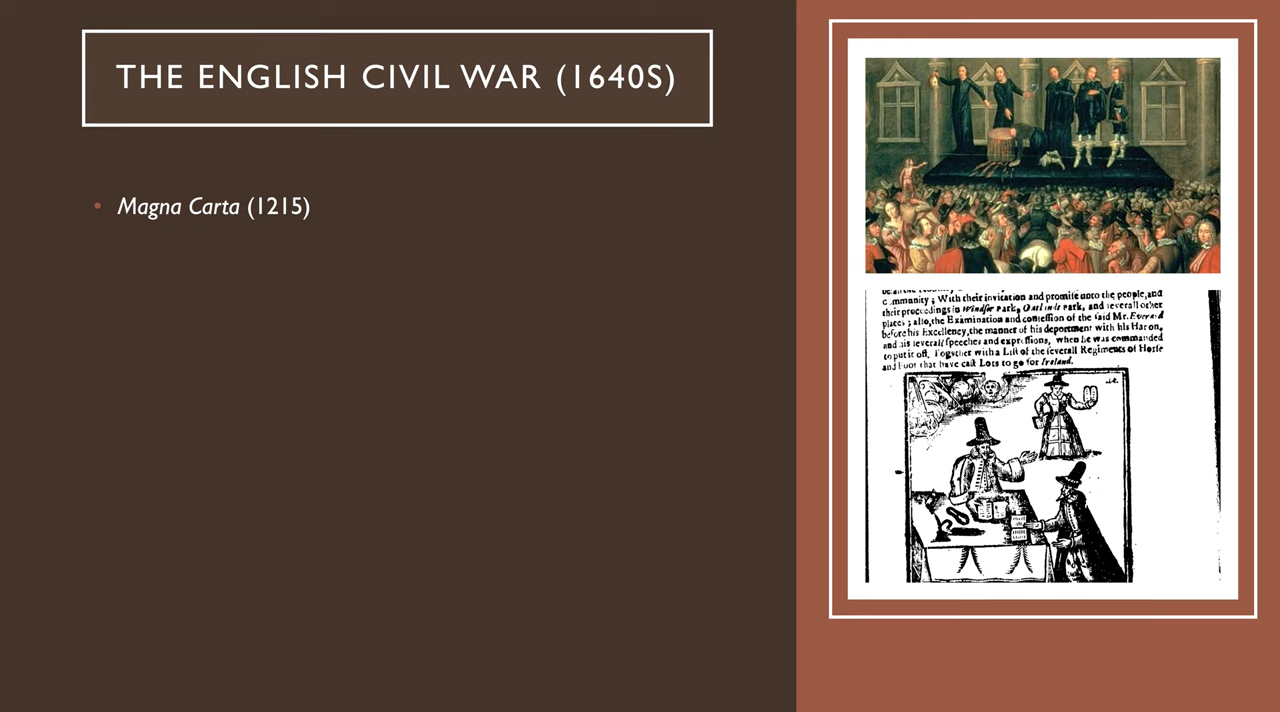 THE ENGLISH CIVIL WAR (1640S)
• Magna Carta (1215)
With their invitation and promise unto the people, and
their proceedings in Windsor Park, Oatlands Park, and severall other
places; also, the Examination and confession of the said Mr. Everard
before his Excellency, the manner of his deportment with his Hat on,
and his severall speeches and expressions, when he was commanded
to put it off. Together with a List of the severall Regiments of Horse
and Foot that have cast Lots to go for Ireland.